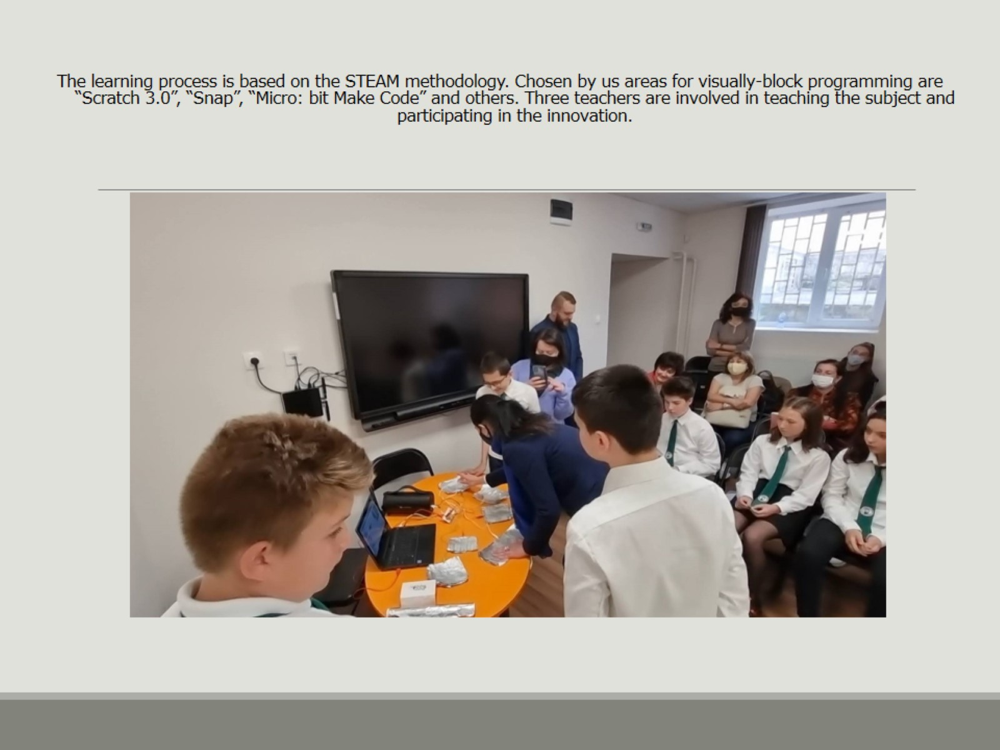 The learning process is based on the STEAM methodology. Chosen by us areas for visually-block programming are
“Scratch 3.0”, “Snap”, “Micro: bit Make Code” and others. Three teachers are involved in teaching the subject and
participating in the innovation.